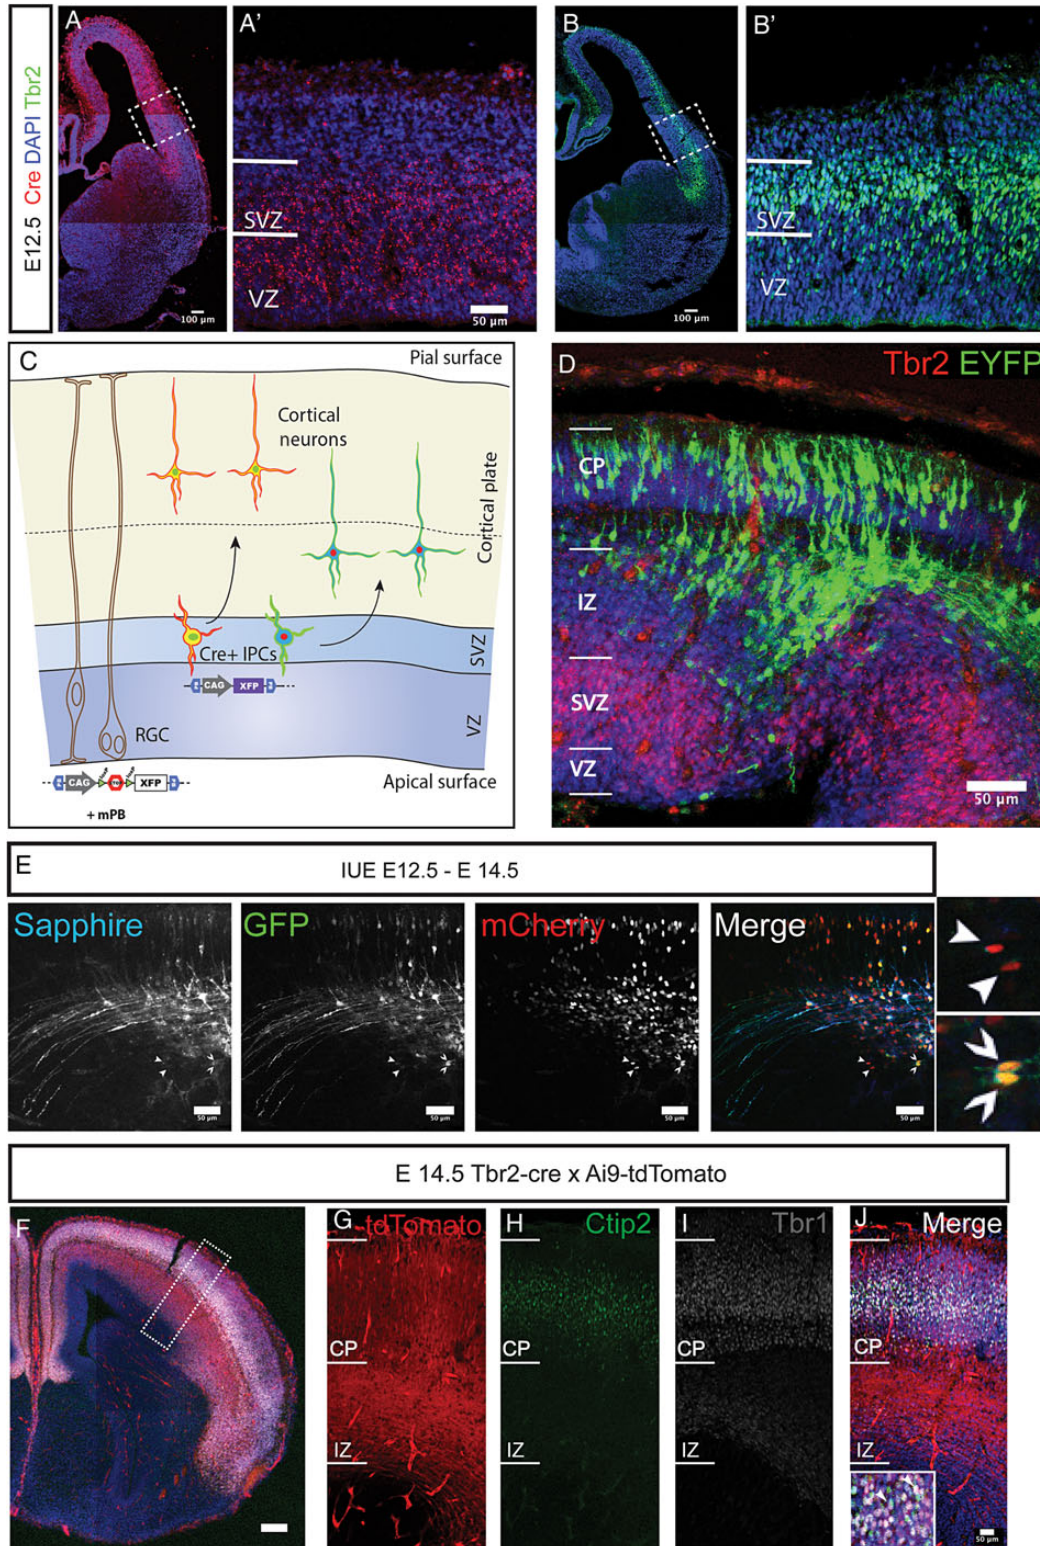 E12.5 Cre DAPI Tbr2
A
100 µm
A'
SVZ
VZ
50 µm
B
100 µm
B'
SVZ
VZ
C
Pial surface
Cortical
neurons
Cortical plate
Cre+ IPCs
SVZ
CAG
XFP
VZ
RGC
Apical surface
CAG
XFP
+ mPB
D
Tbr2 EYFP
CP
IZ
SVZ
VZ
50 µm
E
IUE E12.5 - E 14.5
Sapphire
50 µm
GFP
50 µm
mCherry
50 µm
Merge
50 µm
E 14.5 Tbr2-cre x Ai9-tdTomato
F
G
tdTomato
CP
IZ
H
Ctip2
CP
IZ
I
Tbr1
CP
IZ
J
Merge
CP
IZ
50 µm